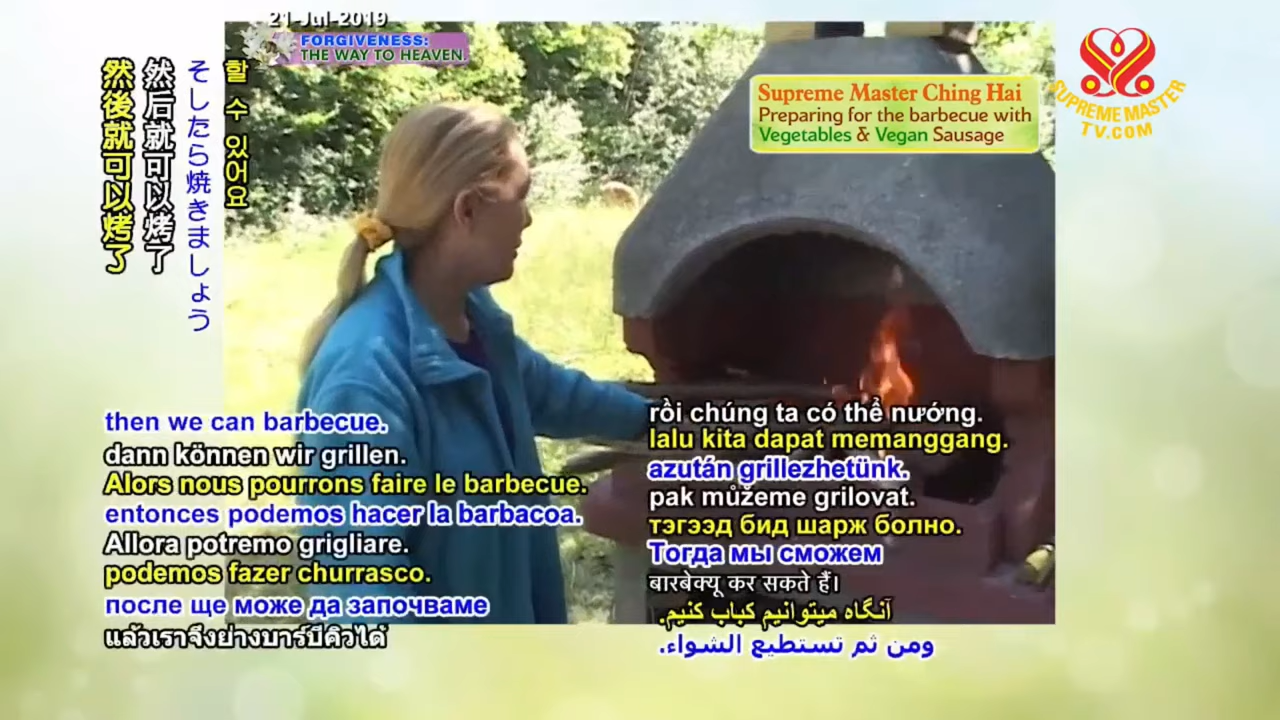 21-Jul-2019
FORGIVENESS:
THE WAY TO HEAVEN.
Supreme Master Ching Hai
Preparing for the barbecue with
Vegetables & Vegan Sausage
SUPREME MASTER
TV.COM
然後就可以烤了
然后就可以烤了
そしたら焼きましょう
할 수 있어요
then we can barbecue.
dann können wir grillen.
Alors nous pourrons faire le barbecue.
entonces podemos hacer la barbacoa.
Allora potremo grigliare.
podemos fazer churrasco.
после ще може да започваме
แล้วเราจึงย่างบาร์บีคิวได้
rồi chúng ta có thể nướng.
lalu kita dapat memanggang.
azután grillezhetünk.
pak můžeme grilovat.
тэгээд бид шарж болно.
Тогда мы сможем
बारबेक्यू कर सकते हैं।
آنگاه میتوانیم کباب کنیم.
ومن ثم تستطيع الشواء.